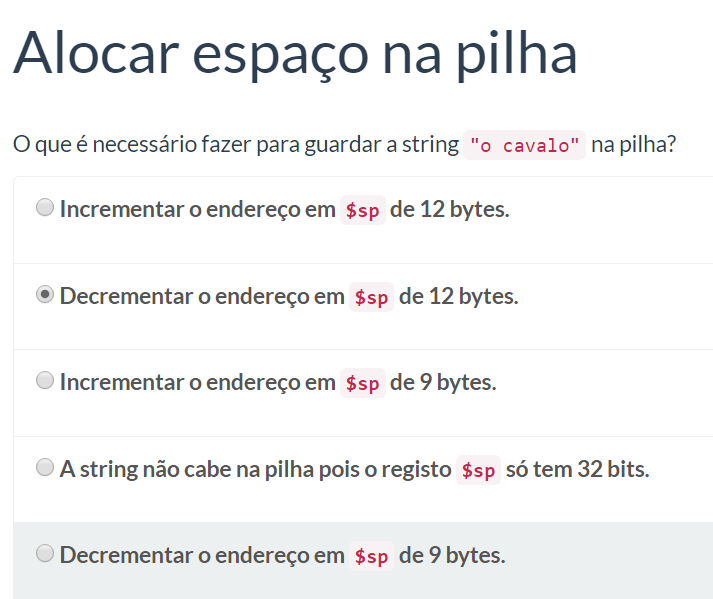 Alocar espaço na pilha
O que é necessário fazer para guardar a string "o cavalo" na pilha?
Incrementar o endereço em $sp de 12 bytes.
Decrementar o endereço em $sp de 12 bytes.
Incrementar o endereço em $sp de 9 bytes.
A string não cabe na pilha pois o registo $sp só tem 32 bits.
Decrementar o endereço em $sp de 9 bytes.